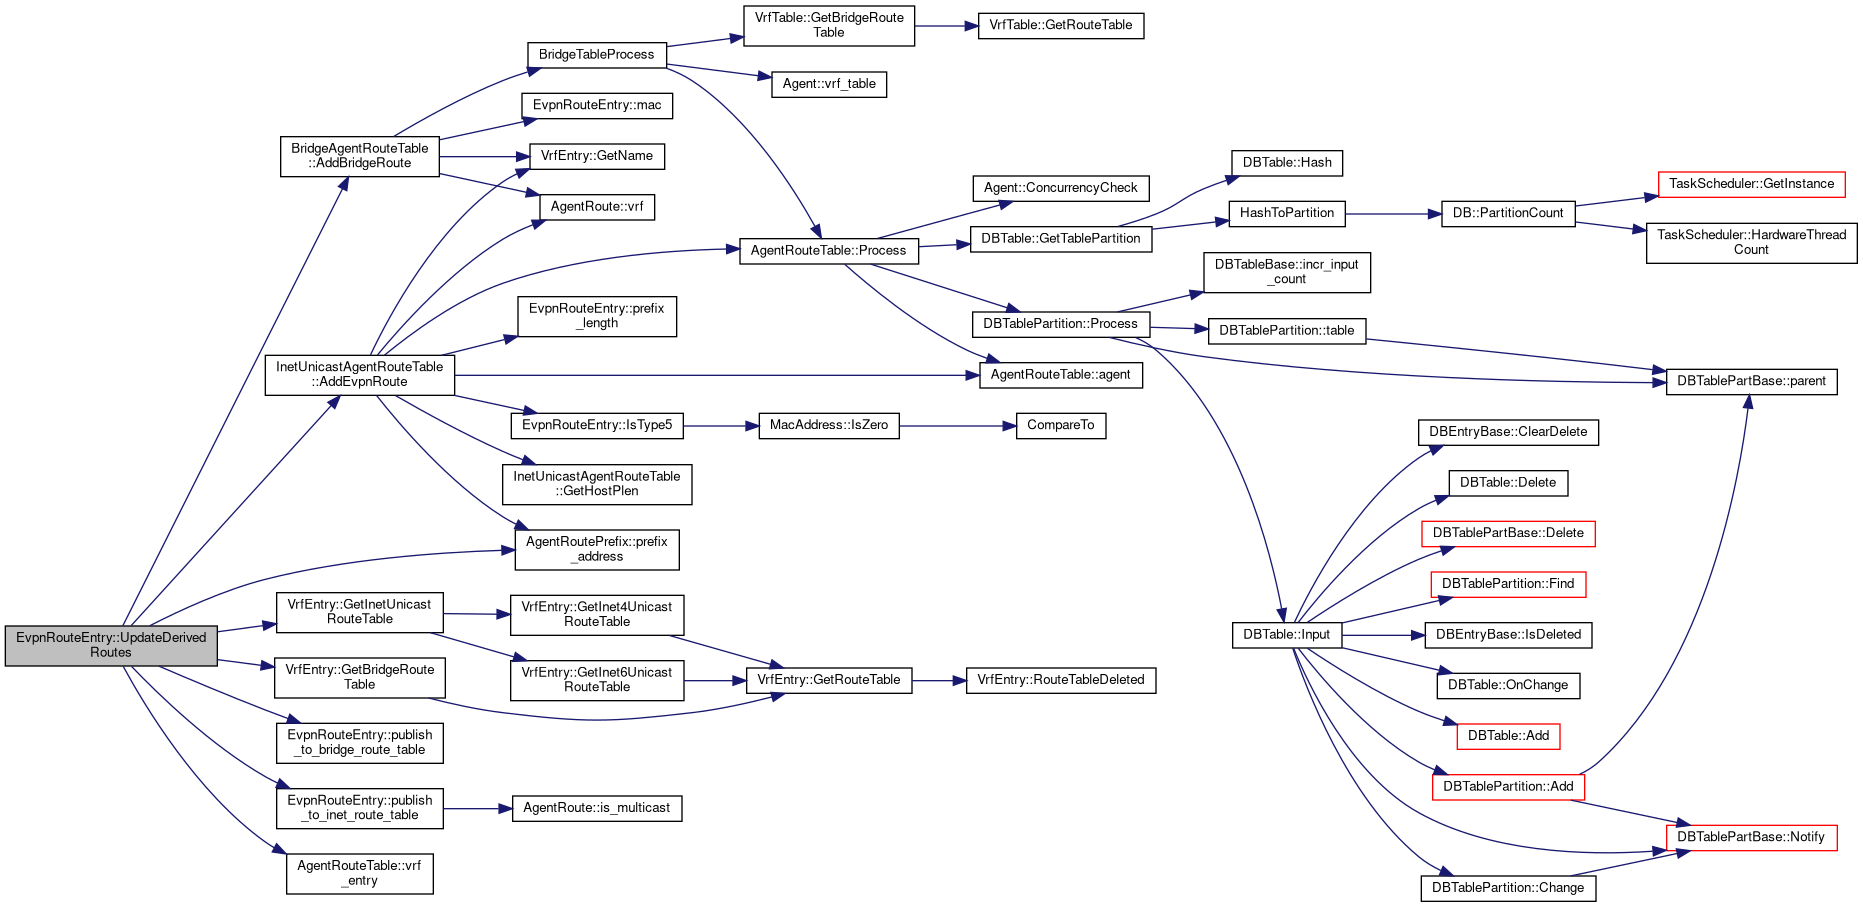 EvpnRouteEntry::UpdateDerived
Routes
BridgeAgentRouteTable
::AddBridgeRoute
InetUnicastAgentRouteTable
::AddEvpnRoute
VrfEntry::GetInetUnicast
RouteTable
VrfEntry::GetBridgeRoute
Table
EvpnRouteEntry::publish
_to_bridge_route_table
EvpnRouteEntry::publish
_to_inet_route_table
AgentRouteTable::vrf
_entry
BridgeTableProcess
EvpnRouteEntry::mac
VrfEntry::GetName
AgentRoute::vrf
EvpnRouteEntry::prefix
_length
EvpnRouteEntry::IsType5
InetUnicastAgentRouteTable
::GetHostPlen
AgentRoutePrefix::prefix
_address
VrfEntry::GetInet4Unicast
RouteTable
VrfEntry::GetInet6Unicast
RouteTable
AgentRoute::is_multicast
VrfTable::GetBridgeRoute
Table
Agent::vrf_table
AgentRouteTable::Process
MacAddress::IsZero
VrfEntry::GetRouteTable
VrfTable::GetRouteTable
Agent::ConcurrencyCheck
DBTable::GetTablePartition
DBTablePartition::Process
AgentRouteTable::agent
CompareTo
VrfEntry::RouteTableDeleted
DBTable::Hash
HashToPartition
DBTableBase::incr_input
_count
DBTablePartition::table
DBTable::Input
DB::PartitionCount
DBEntryBase::ClearDelete
DBTable::Delete
DBTablePartBase::Delete
DBTablePartition::Find
DBEntryBase::IsDeleted
DBTable::OnChange
DBTable::Add
DBTablePartition::Add
DBTablePartition::Change
TaskScheduler::GetInstance
TaskScheduler::HardwareThread
Count
DBTablePartBase::parent
DBTablePartBase::Notify